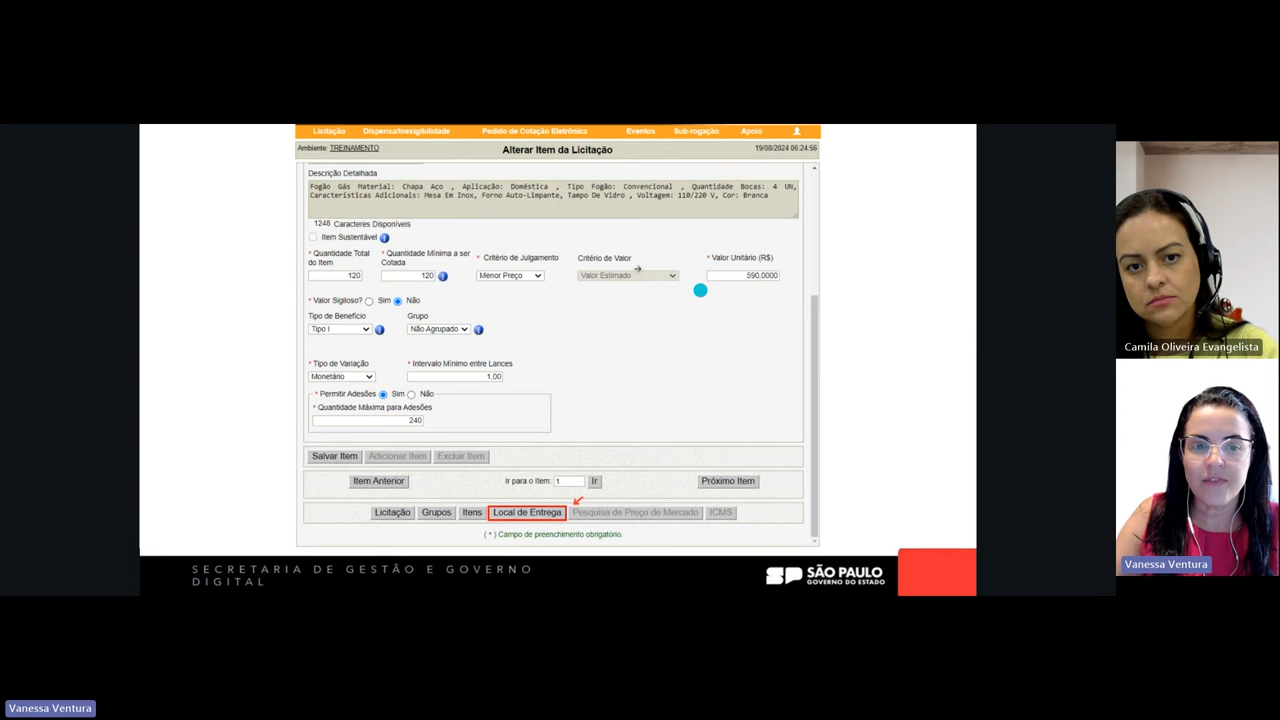 Licitação Dispensa/Inexigibilidade Pedido de Cotação Eletrônica Eventos Sub-rogação Apoio
Ambiente: TREINAMENTO Alterar Item da Licitação 19/08/2024 06:24:56
Descrição Detalhada
Fogão Gás Material: Chapa Aço , Aplicação: Doméstica , Tipo Fogão: Convencional , Quantidade Bocas: 4 UN,
Características Adicionais: Mesa Em Inox, Forno Auto-Limpante, Tampo De Vidro , Voltagem: 110/220 V, Cor: Branca
1248 Caracteres Disponíveis
Item Sustentável
* Quantidade Total do Item
* Quantidade Mínima a ser Cotada
* Critério de Julgamento
Critério de Valor
* Valor Unitário (R$)
120 120 Menor Preço Valor Estimado 590,0000
* Valor Sigiloso? Sim Não
Tipo de Benefício Grupo
Tipo I Não Agrupado
* Tipo de Variação * Intervalo Mínimo entre Lances
Monetário 1,00
* Permitir Adesões Sim Não
* Quantidade Máxima para Adesões
240
Salvar Item Adicionar Item Excluir Item
Item Anterior Ir para o Item: 1 Ir Próximo Item
Licitação Grupos Itens Local de Entrega Pesquisa de Preço de Mercado ICMS
( * ) Campo de preenchimento obrigatório.
SECRETARIA DE GESTÃO E GOVERNO
DIGITAL
SP SÃO PAULO
GOVERNO DO ESTADO
Camila Oliveira Evangelista
Vanessa Ventura
Vanessa Ventura